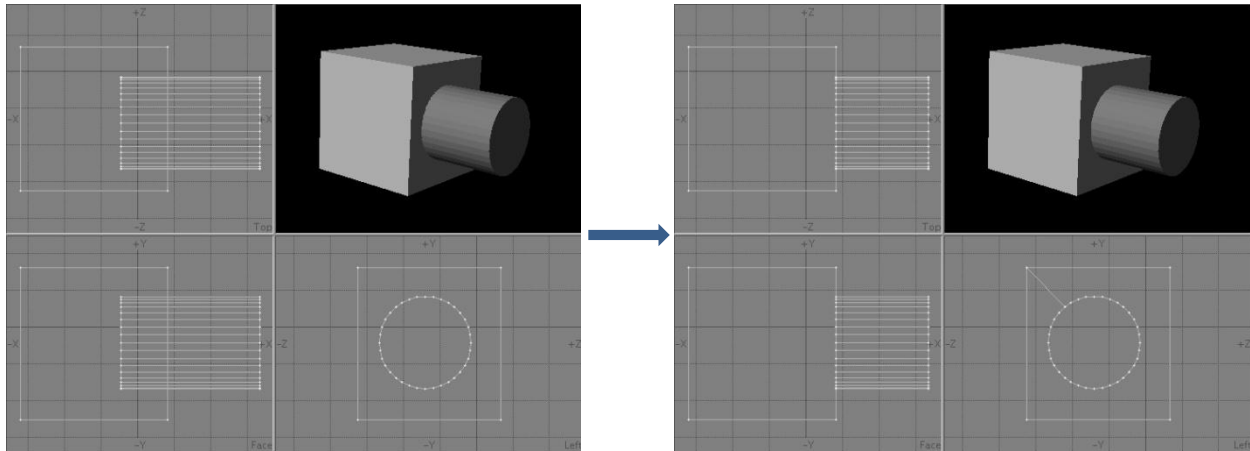 +Z
-X
+X
-Z
Top
+Y
-X
+X
-Y
Face
+Y
-Z
+Z
-Y
Left
+Z
-X
+X
-Z
Top
+Y
-X
+X
-Y
Face
+Y
-Z
+Z
-Y
Left